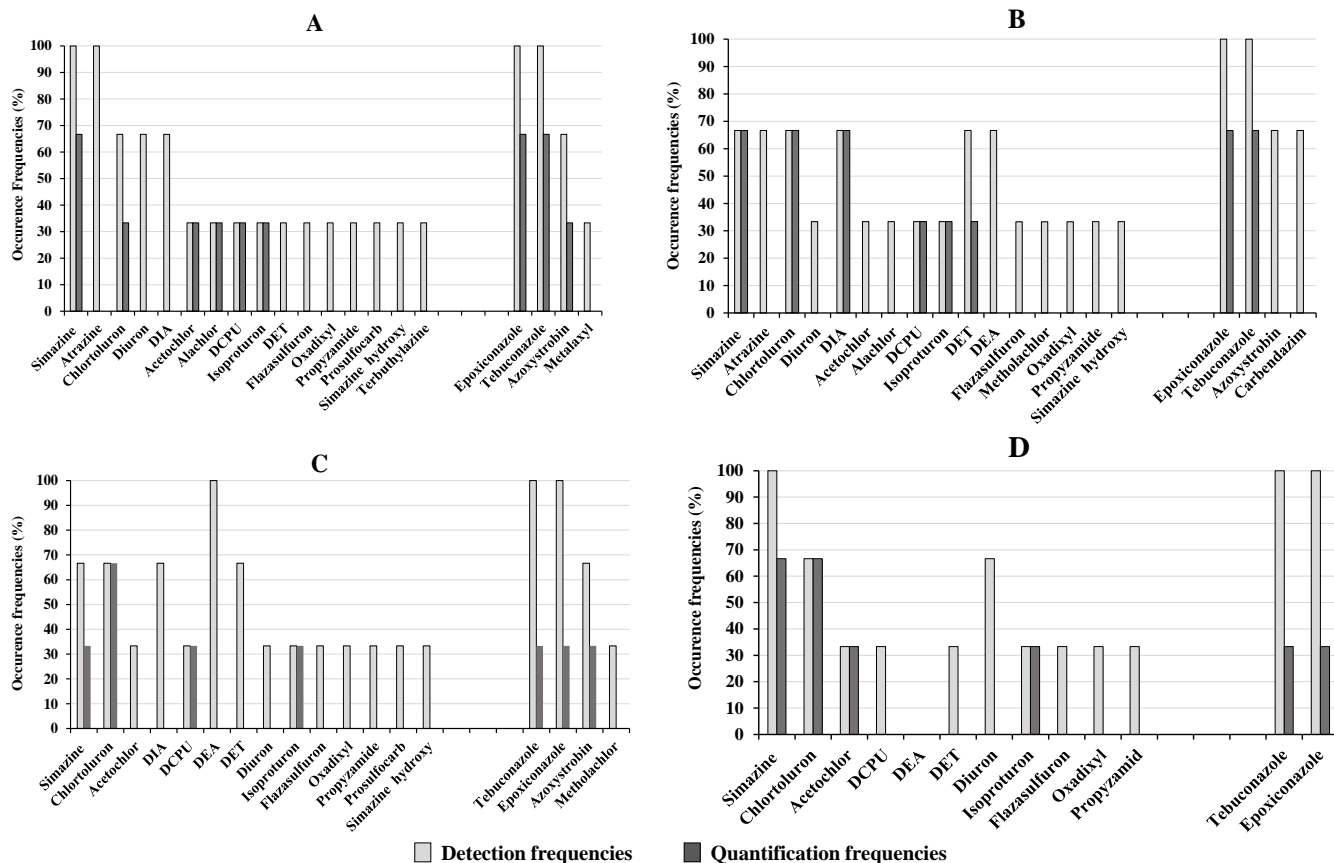 A
Occurence Frequencies (%)
100
90
80
70
60
50
40
30
20
10
0
Simazine
Atrazine
Chlortoluron
Diuron
DIA
Acetochlor
Alachlor
DCPU
Isoproturon
DET
Flazasulfuron
Oxadixyl
Propyzamide
Prosulfocarb
Simazine hydroxy
Terbuthylazine
Epoxiconazole
Tebuconazole
Azoxystrobin
Metalaxyl
B
Occurence frequencies (%)
100
90
80
70
60
50
40
30
20
10
0
Simazine
Atrazine
Chlortoluron
Diuron
DIA
Acetochlor
Alachlor
DCPU
Isoproturon
DET
DEA
Flazasulfuron
Metholachlor
Oxadixyl
Propyzamide
Simazine hydroxy
Epoxiconazole
Tebuconazole
Azoxystrobin
Carbendazim
C
Occurence frequencies (%)
100
90
80
70
60
50
40
30
20
10
0
Simazine
Chlortoluron
Acetochlor
DIA
DCPU
DEA
DET
Diuron
Isoproturon
Flazasulfuron
Oxadixyl
Propyzamide
Prosulfocarb
Simazine hydroxy
Tebuconazole
Epoxiconazole
Azoxystrobin
Metholachlor
D
Occurence frequencies (%)
100
90
80
70
60
50
40
30
20
10
0
Simazine
Chlortoluron
Acetochlor
DCPU
DEA
DET
Diuron
Isoproturon
Flazasulfuron
Oxadixyl
Propyzamid
Tebuconazole
Epoxiconazole
Detection frequencies
Quantification frequencies